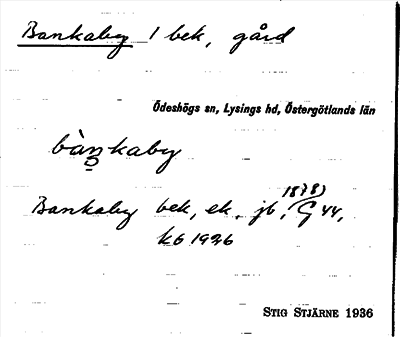 Bankaby 1 bek, gård
Ödeshögs sn, Lysings hd, Östergötlands län
bàŋkaby
Bankaby bek, ek, jb, 1878) G 44,
kb 1926
STIG STJÄRNE 1936